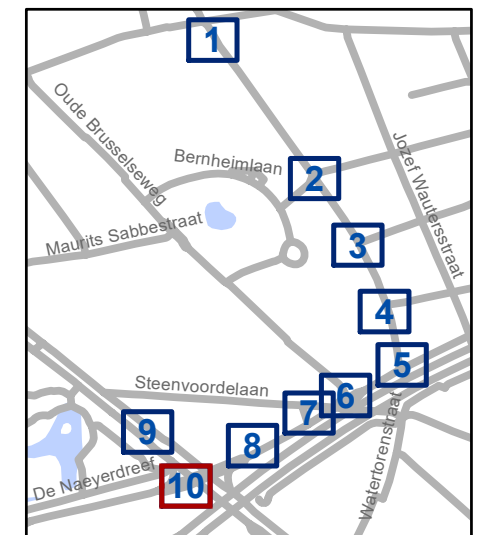 1
Oude Brusselseweg
Bernheimlaan
2
Jozef Wautersstraat
Maurits Sabbestraat
3
4
5
Steenvoordelaan
6
7
9
8
Watertorenstraat
De Naeyerdreef
10